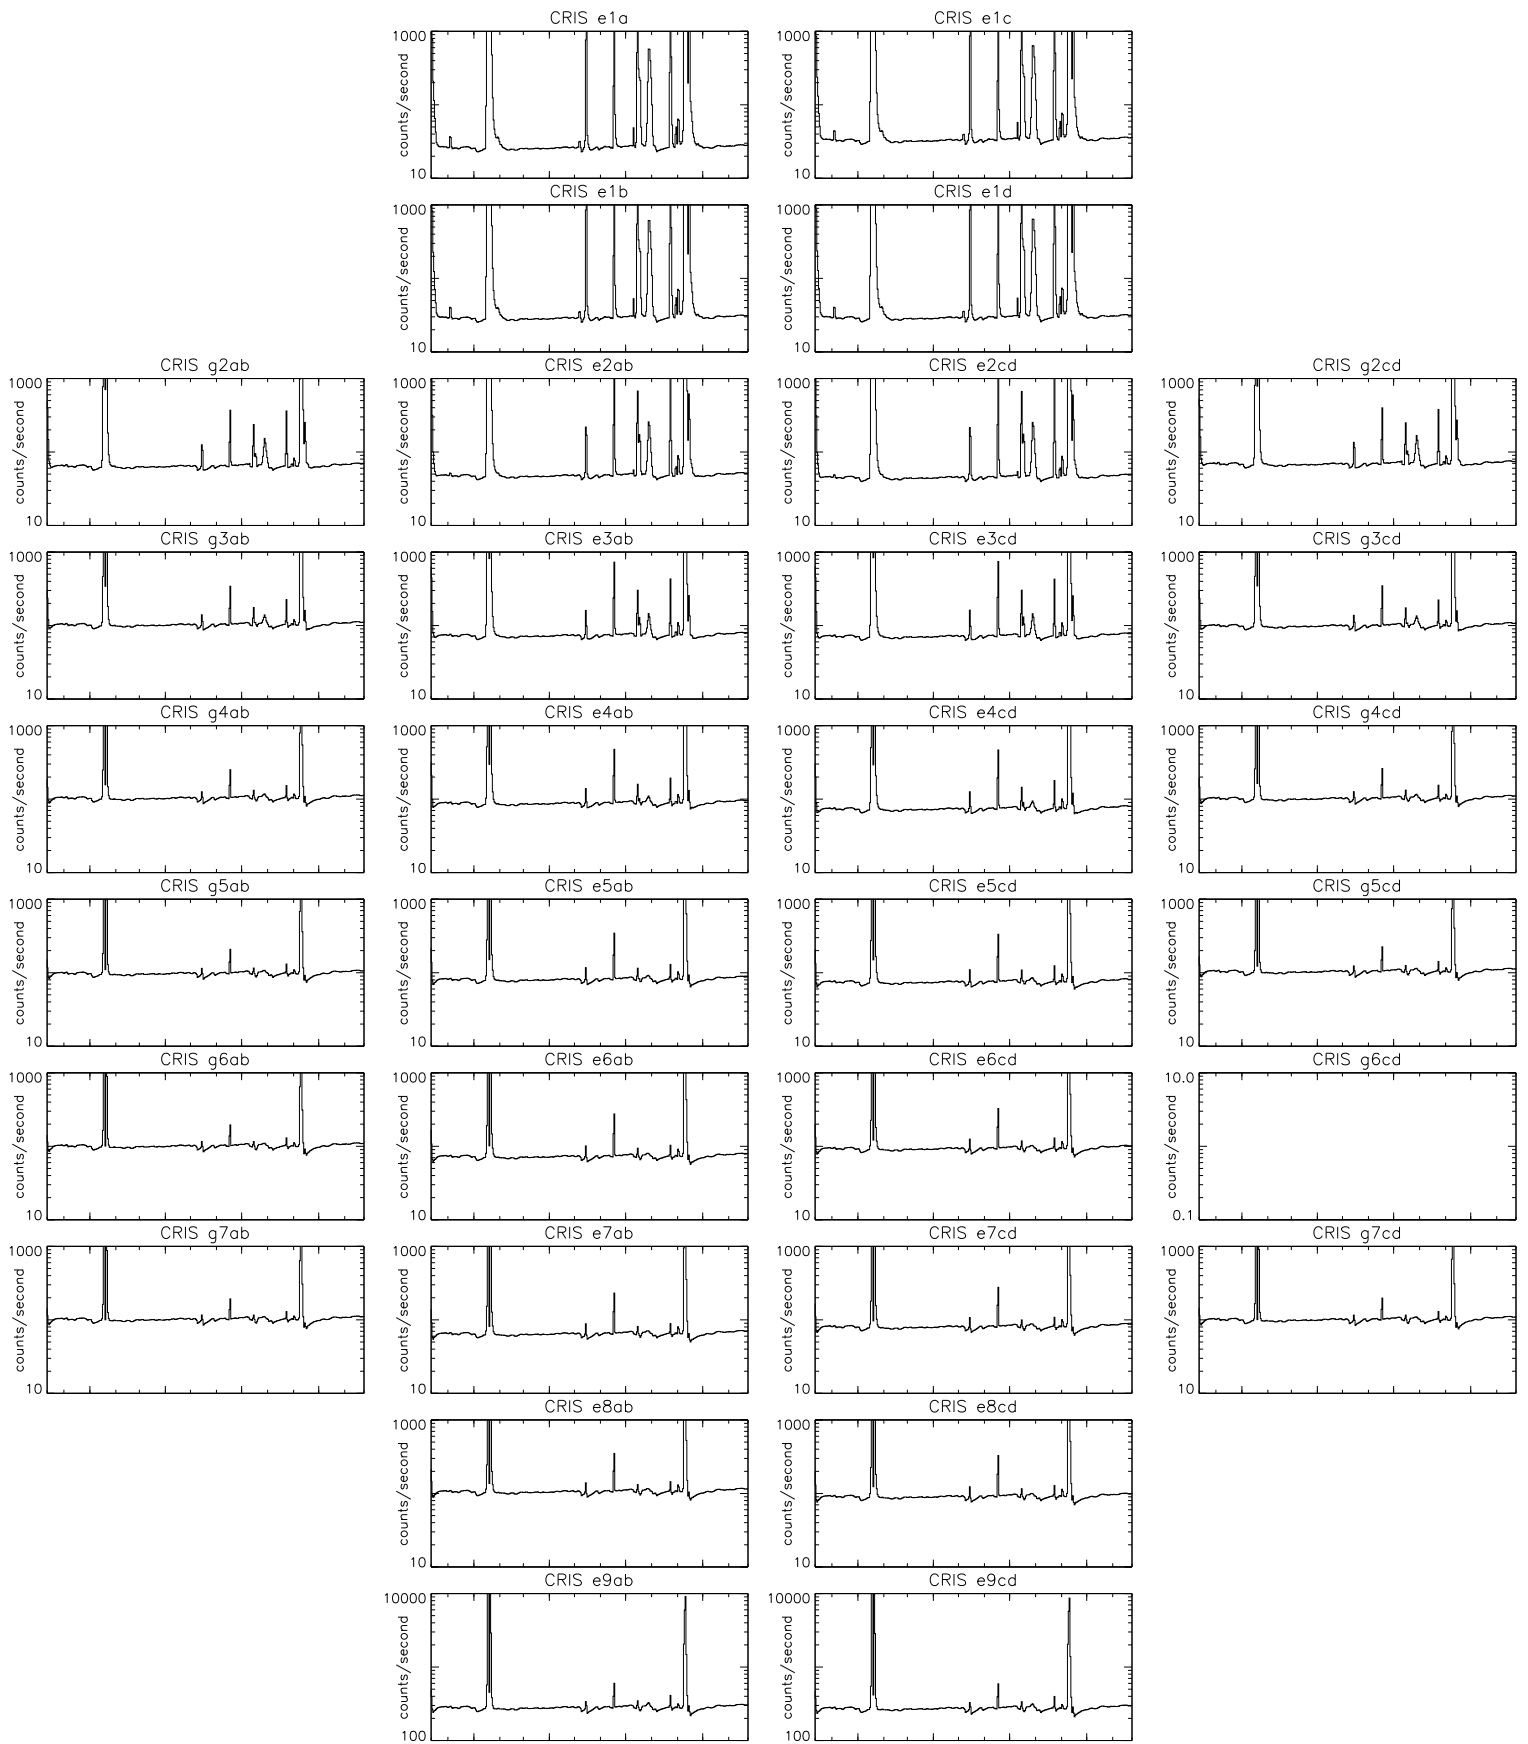 CRIS e1a CRIS e1c
1000 1000
counts/second counts/second
10 10
CRIS e1b CRIS e1d
1000 1000
counts/second counts/second
10 10
CRIS g2ab CRIS e2ab CRIS e2cd CRIS g2cd
1000 1000 1000 1000
counts/second counts/second counts/second counts/second
10 10 10 10
CRIS g3ab CRIS e3ab CRIS e3cd CRIS g3cd
1000 1000 1000 1000
counts/second counts/second counts/second counts/second
10 10 10 10
CRIS g4ab CRIS e4ab CRIS e4cd CRIS g4cd
1000 1000 1000 1000
counts/second counts/second counts/second counts/second
10 10 10 10
CRIS g5ab CRIS e5ab CRIS e5cd CRIS g5cd
1000 1000 1000 1000
counts/second counts/second counts/second counts/second
10 10 10 10
CRIS g6ab CRIS e6ab CRIS e6cd CRIS g6cd
1000 1000 1000 10.0
counts/second counts/second counts/second counts/second
10 10 10 0.1
CRIS g7ab CRIS e7ab CRIS e7cd CRIS g7cd
1000 1000 1000 1000
counts/second counts/second counts/second counts/second
10 10 10 10
CRIS e8ab CRIS e8cd
1000 1000
counts/second counts/second
10 10
CRIS e9ab CRIS e9cd
10000 10000
counts/second counts/second
100 100